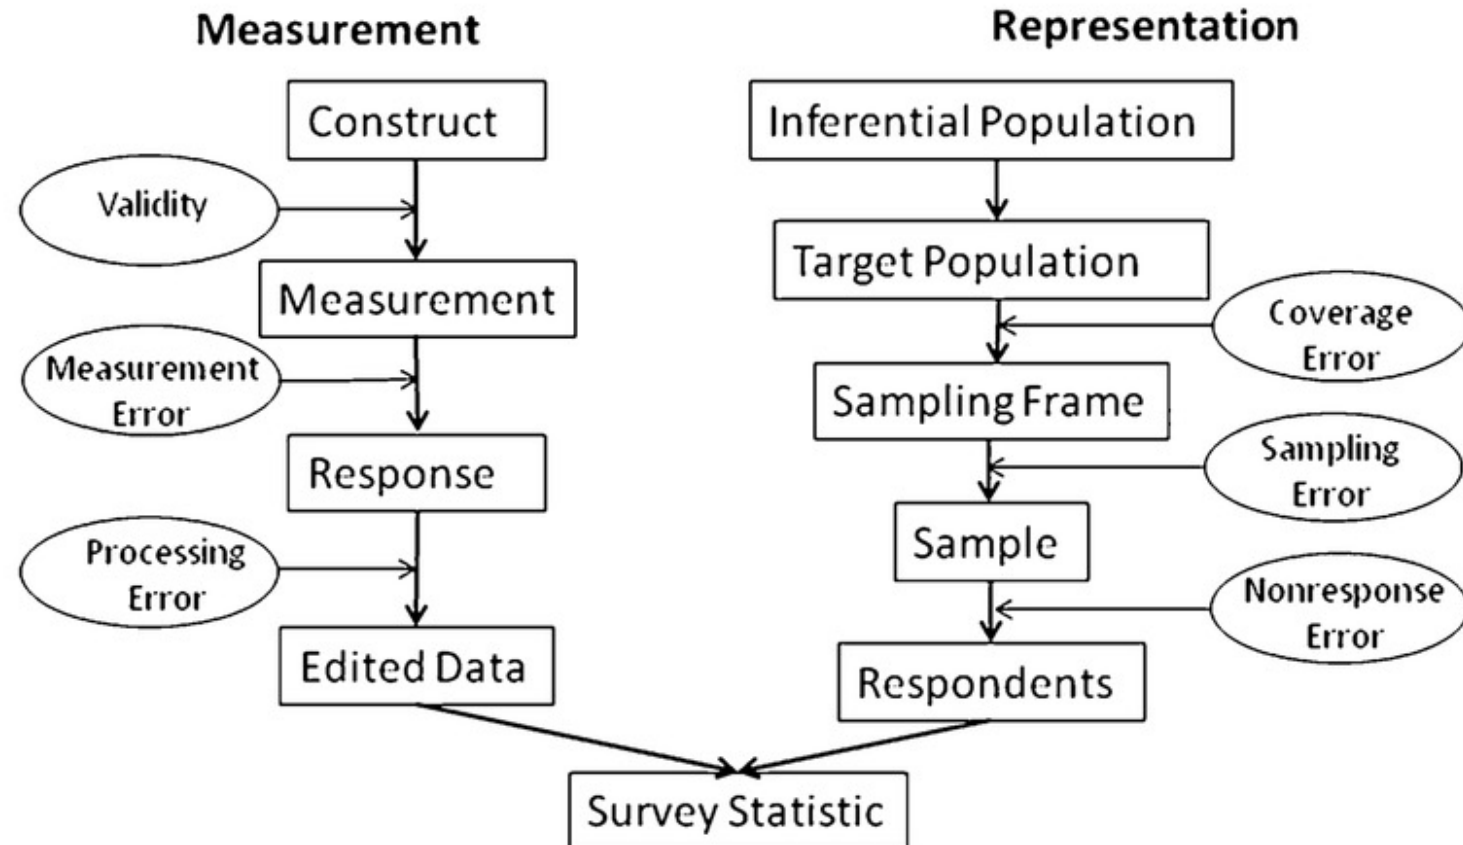 Measurement
Representation
Construct
Inferential Population
Validity
Target Population
Measurement
Coverage
Error
Measurement
Error
Sampling Frame
Response
Sampling
Error
Sample
Processing
Error
Nonresponse
Error
Edited Data
Respondents
Survey Statistic